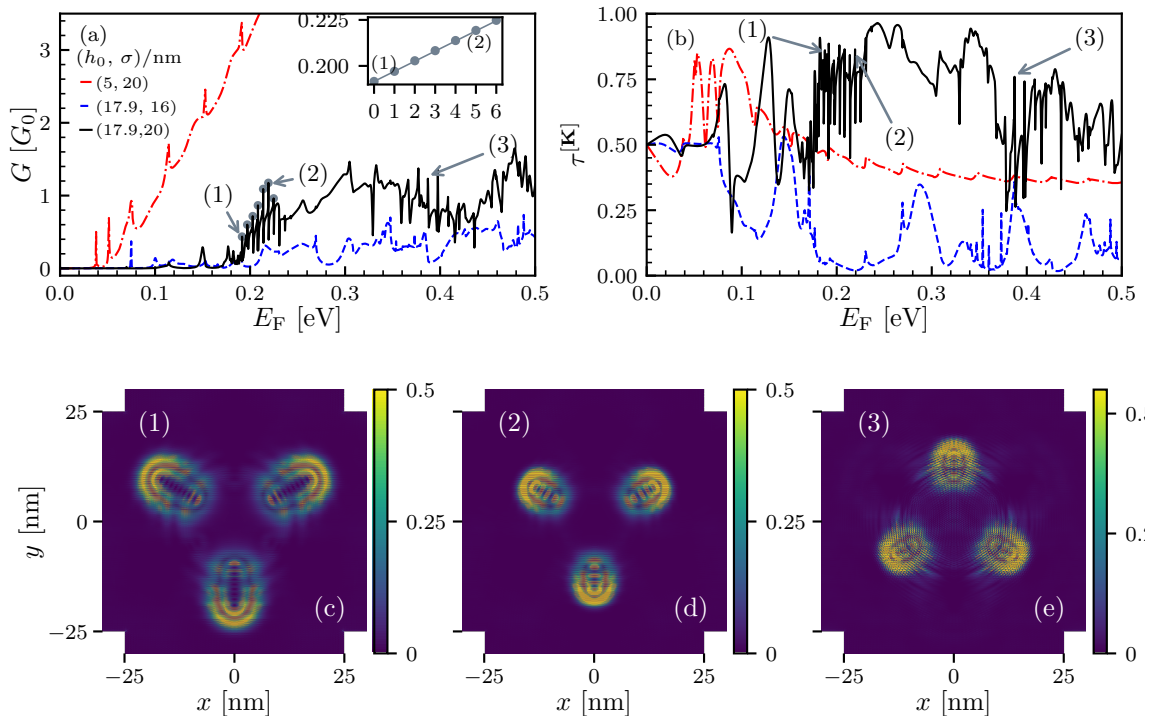 (a)
(h₀, σ)/nm
(5, 20)
(17.9, 16)
(17.9,20)
G [G₀]
3
2
1
0
0.0 0.1 0.2 0.3 0.4 0.5
E_F [eV]
(1)
(2)
(3)
0.225
0.200
(1)
(2)
0 1 2 3 4 5 6
(b)
τ[K]
1.00
0.75
0.50
0.25
0.00
0.0 0.1 0.2 0.3 0.4 0.5
E_F [eV]
(1)
(2)
(3)
(1)
(c)
y [nm]
25
0
−25
−25 0 25
x [nm]
0.5
0.25
0
(2)
(d)
−25 0 25
x [nm]
0.5
0.25
0
(3)
(e)
−25 0 25
x [nm]
0